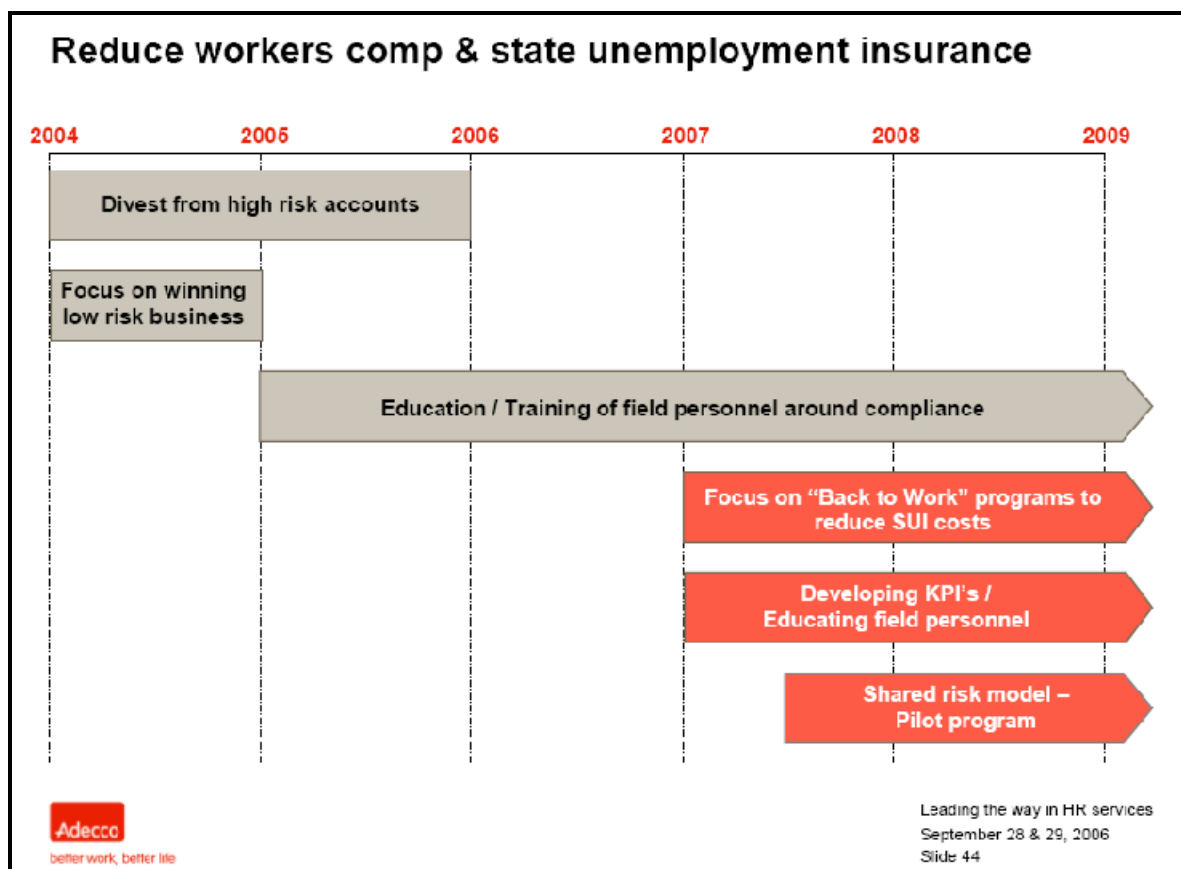 Reduce workers comp & state unemployment insurance
2004 2005 2006 2007 2008 2009
Divest from high risk accounts
Focus on winning
low risk business
Education / Training of field personnel around compliance
Focus on “Back to Work” programs to
reduce SUI costs
Developing KPI's /
Educating field personnel
Shared risk model –
Pilot program
Adecco
better work, better life
Leading the way in HR services
September 28 & 29, 2006
Slide 44